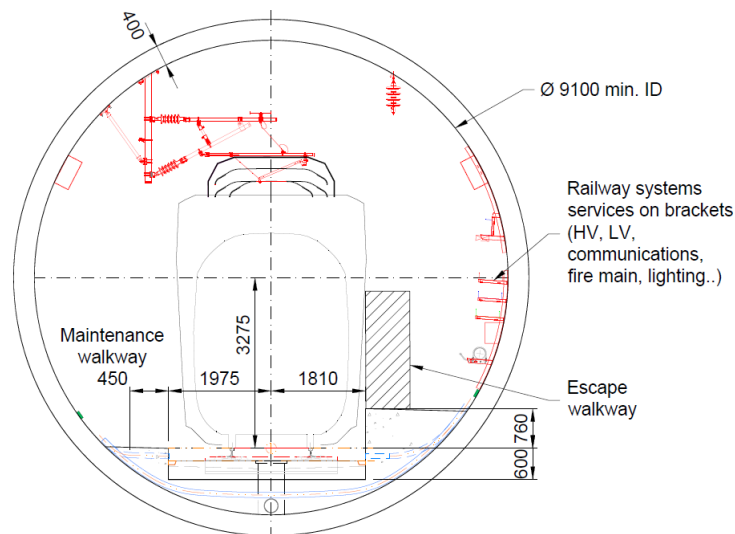 400
Ø 9100 min. ID
Railway systems
services on brackets
(HV, LV,
communications,
fire main, lighting..)
3275
Maintenance
walkway
450
1975
1810
Escape
walkway
760
600